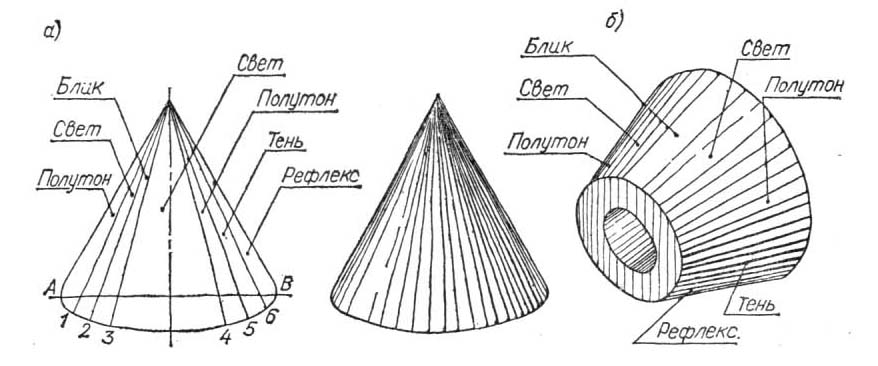 а)
Свет
Блик
Полутон
Свет
Тень
Полутон
Рефлекс
А
В
1 2 3 4 5 6
б)
Блик
Свет
Свет
Полутон
Полутон
Тень
Рефлекс.